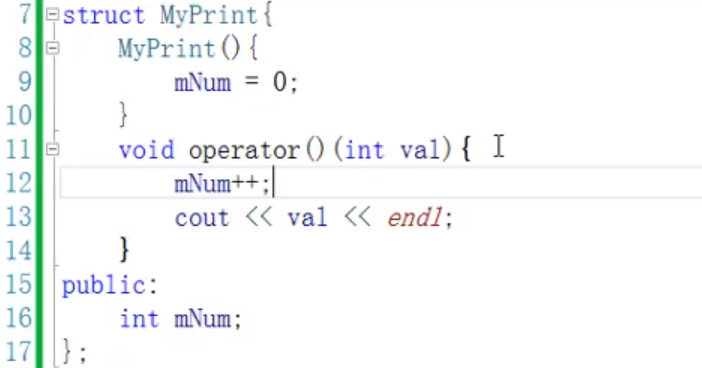 7 struct MyPrint{
8     MyPrint(){
9         mNum = 0;
10     }
11     void operator()(int val){
12         mNum++;
13         cout << val << endl;
14     }
15 public:
16     int mNum;
17 };